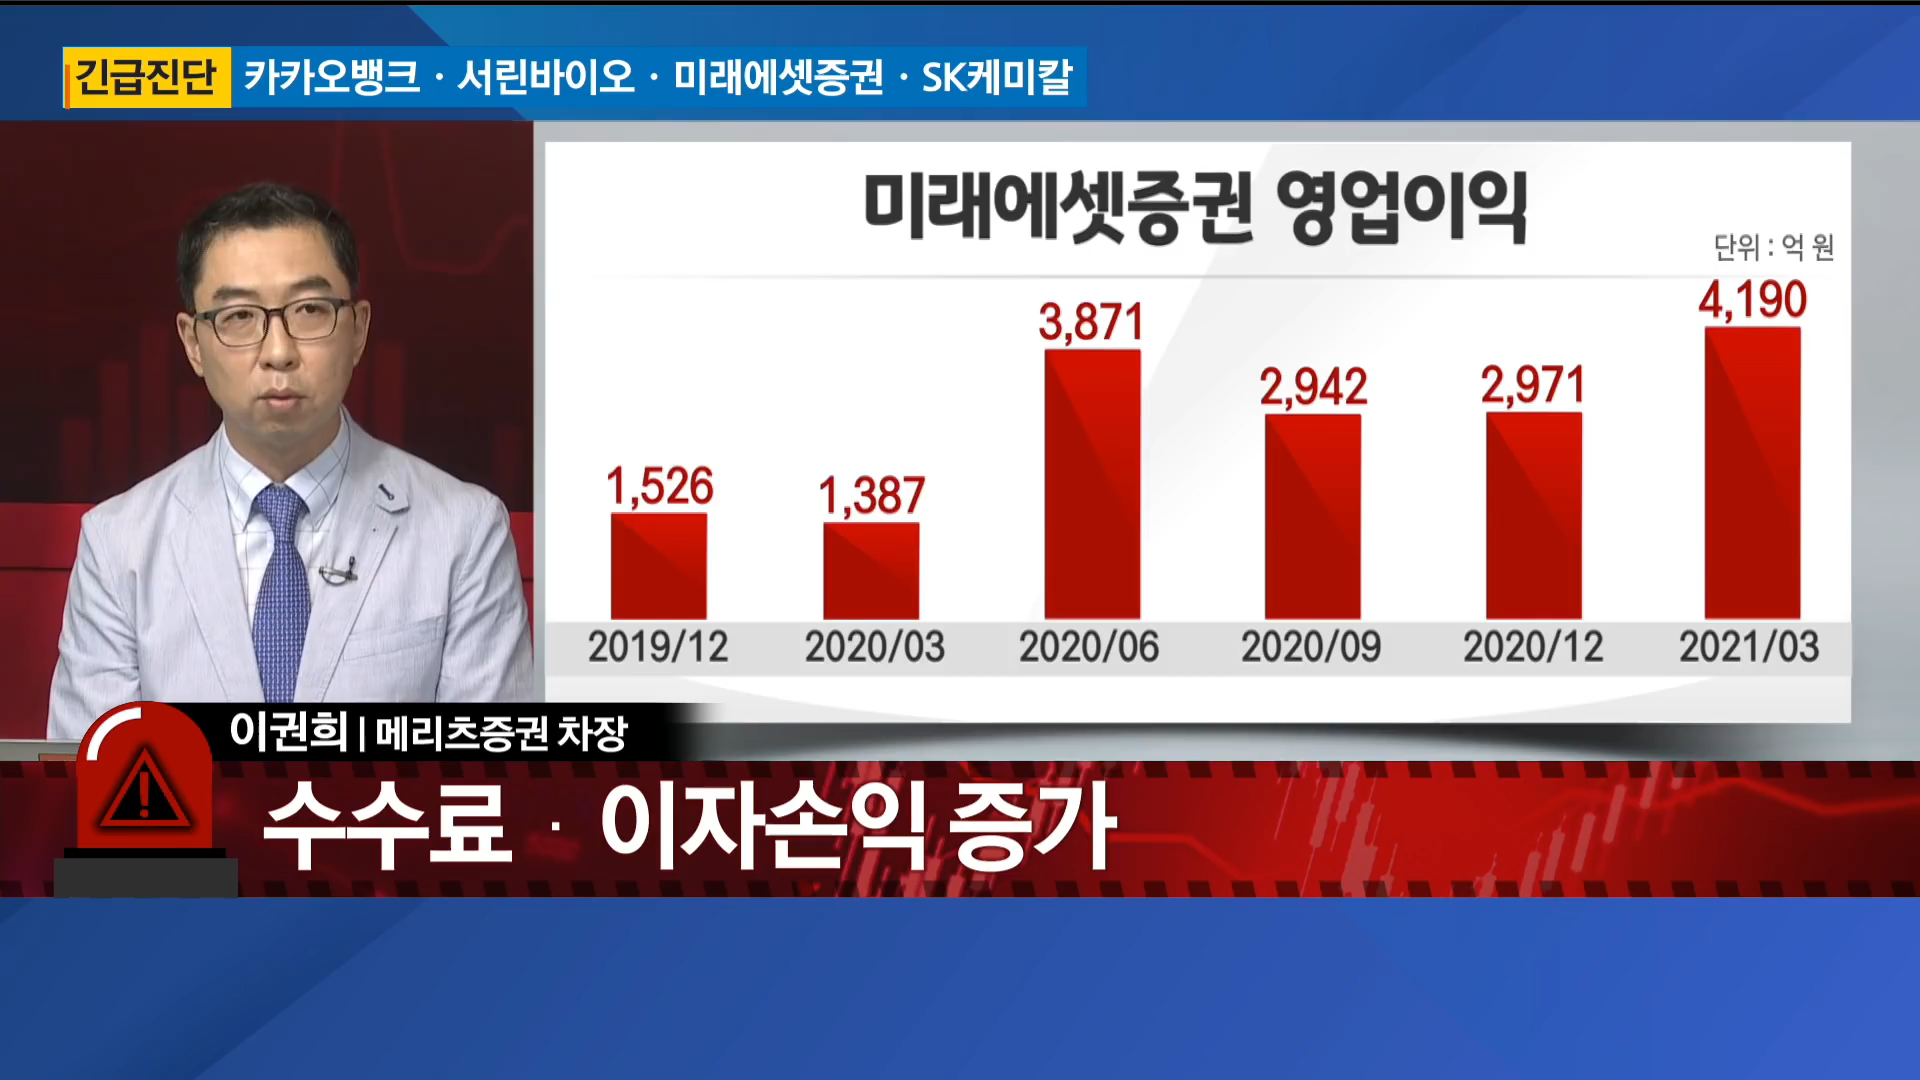 긴급진단 카카오뱅크 · 서린바이오 · 미래에셋증권 · SK케미칼
미래에셋증권 영업이익
단위 : 억 원
1,526 1,387 3,871 2,942 2,971 4,190
2019/12 2020/03 2020/06 2020/09 2020/12 2021/03
이권희 | 메리츠증권 차장
수수료 · 이자손익 증가